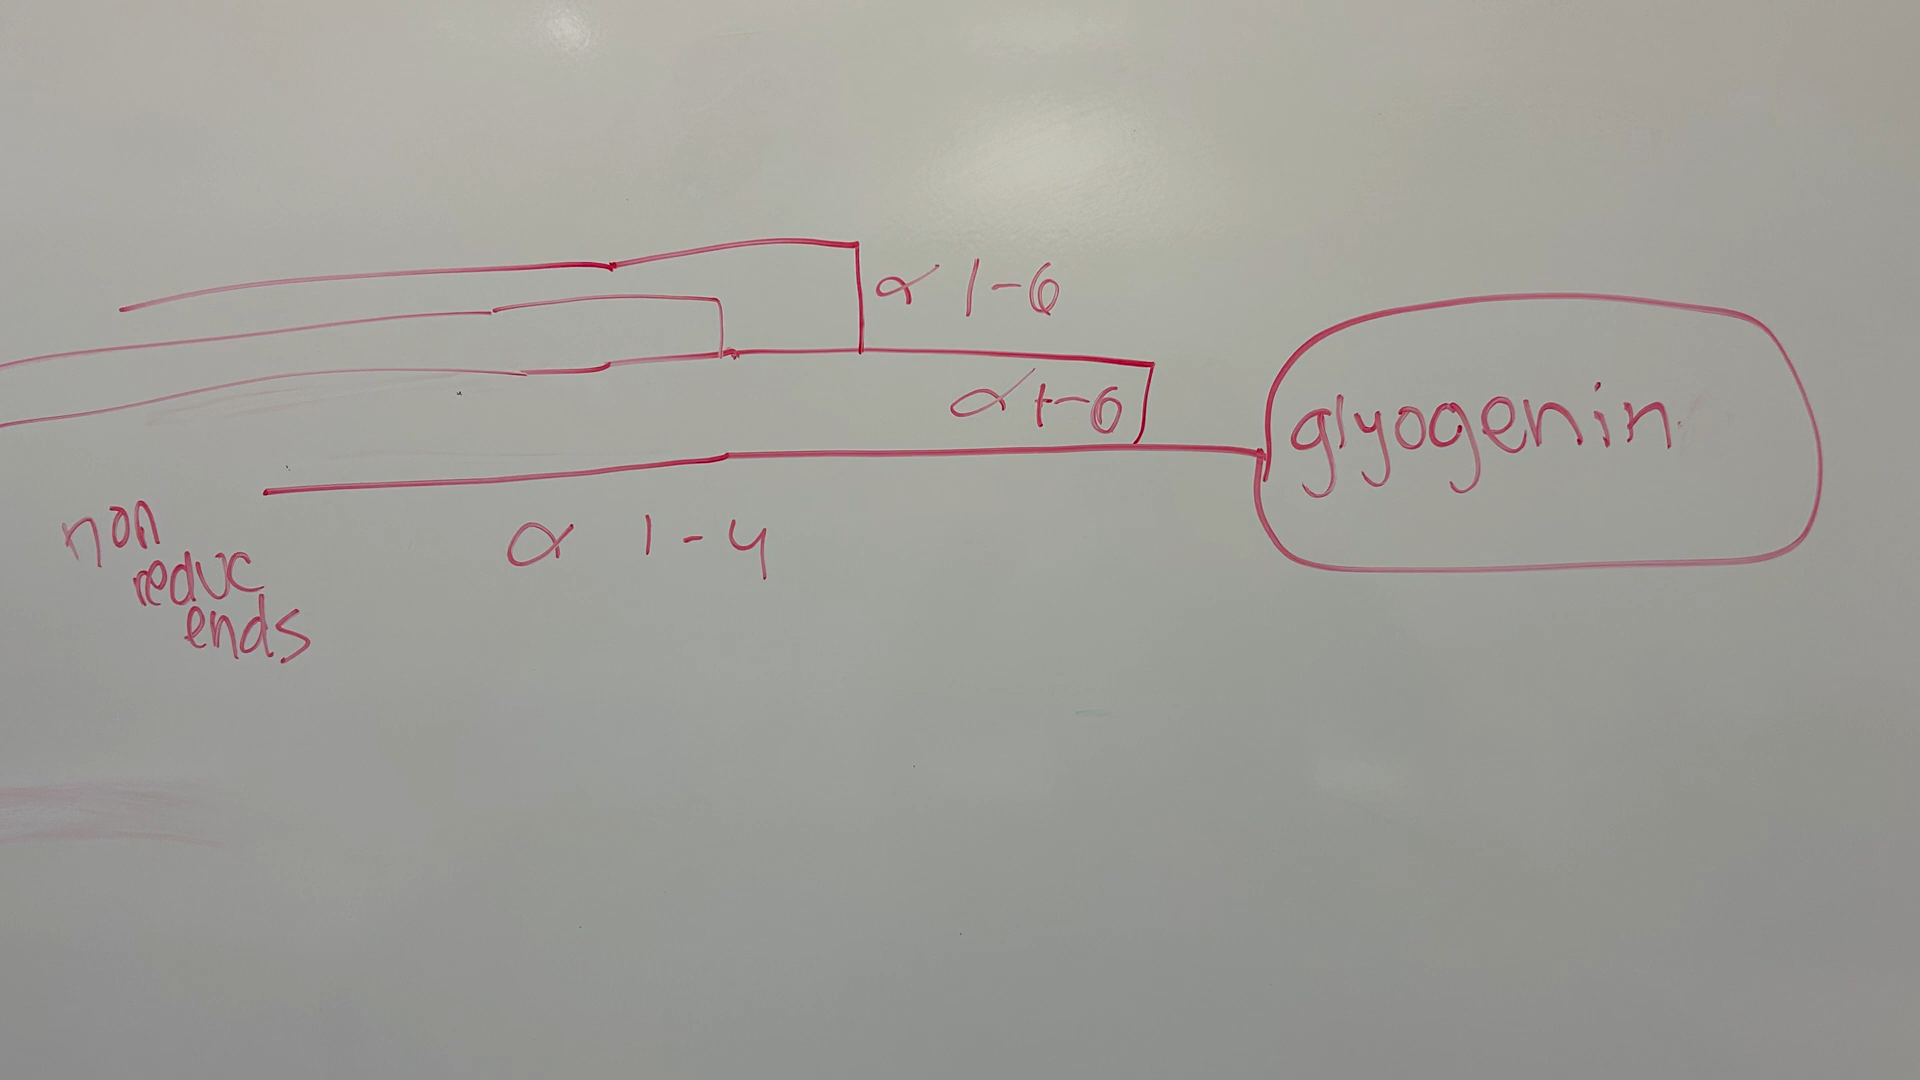 α 1-6
α 1-6
glyogenin
α 1-4
non
reduc
ends